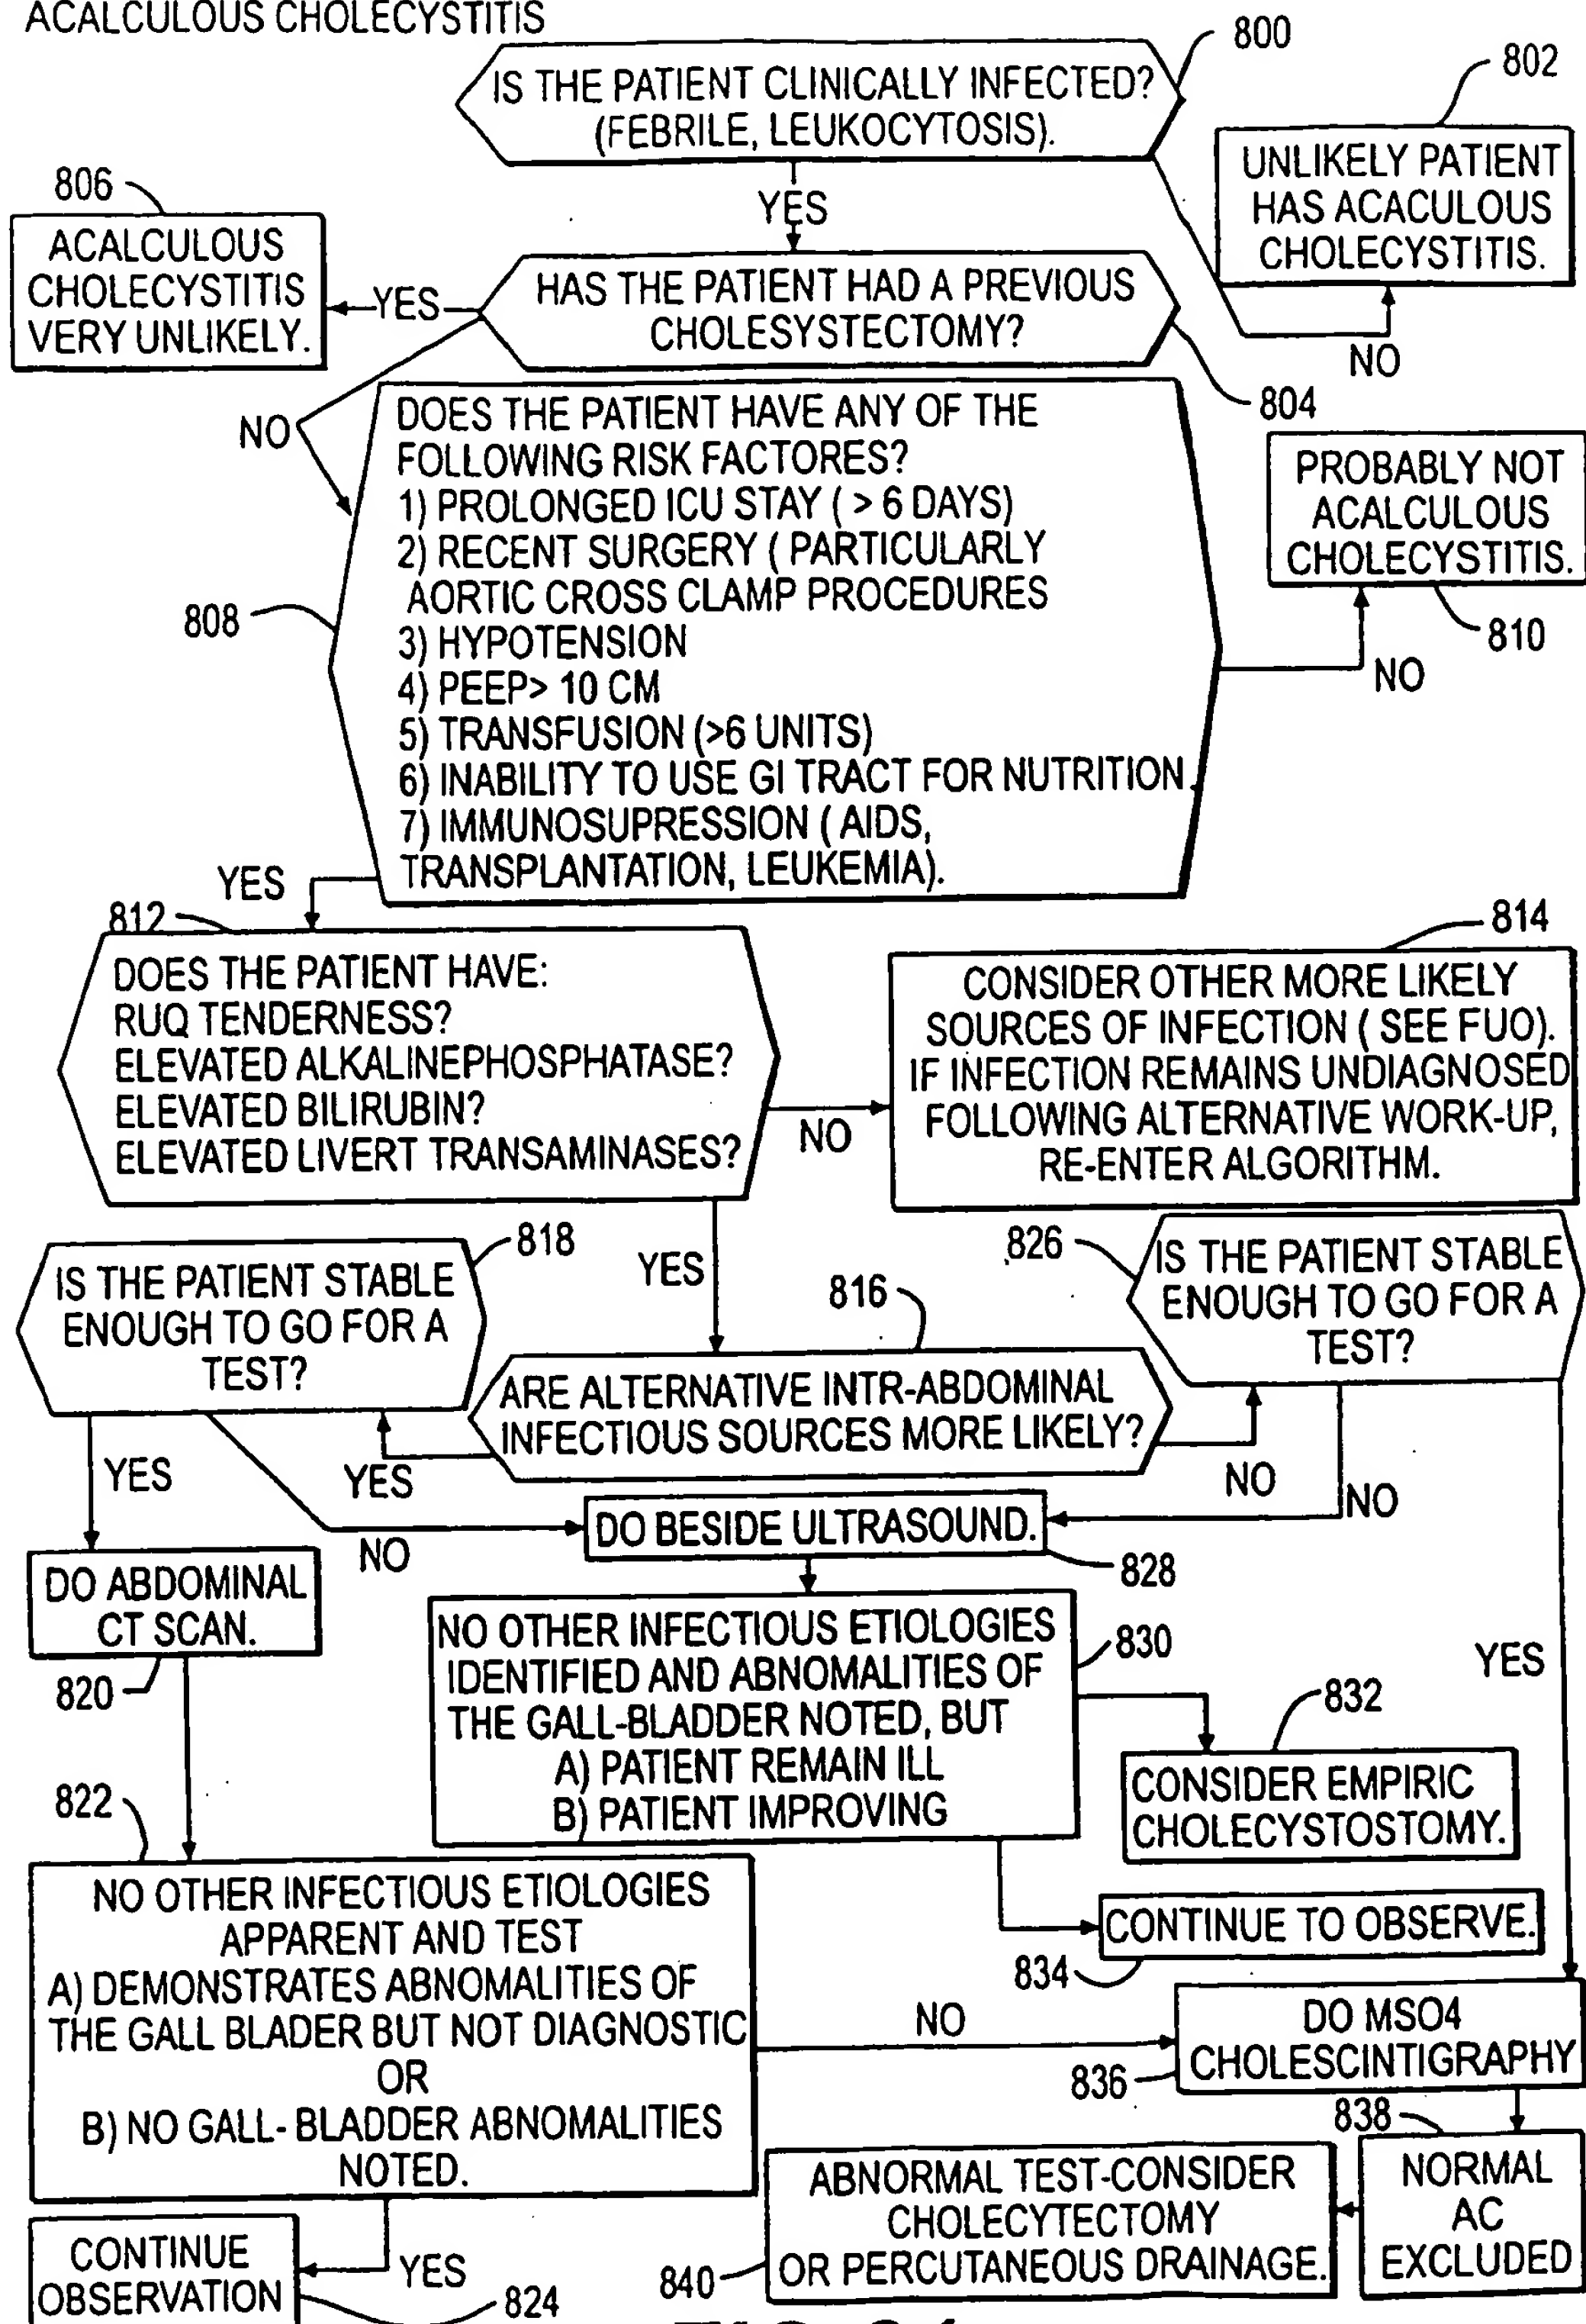 ACALCULOUS CHOLECYSTITIS
800
IS THE PATIENT CLINICALLY INFECTED?
(FEBRILE, LEUKOCYTOSIS).
802
UNLIKELY PATIENT
HAS ACACULOUS
CHOLECYSTITIS.
YES
NO
806
ACALCULOUS
CHOLECYSTITIS
VERY UNLIKELY.
YES
HAS THE PATIENT HAD A PREVIOUS
CHOLESYSTECTOMY?
804
NO
808
DOES THE PATIENT HAVE ANY OF THE
FOLLOWING RISK FACTORES?
1) PROLONGED ICU STAY ( > 6 DAYS)
2) RECENT SURGERY ( PARTICULARLY
AORTIC CROSS CLAMP PROCEDURES
3) HYPOTENSION
4) PEEP> 10 CM
5) TRANSFUSION (>6 UNITS)
6) INABILITY TO USE GI TRACT FOR NUTRITION.
7) IMMUNOSUPRESSION ( AIDS,
TRANSPLANTATION, LEUKEMIA).
PROBABLY NOT
ACALCULOUS
CHOLECYSTITIS.
810
NO
YES
812
DOES THE PATIENT HAVE:
RUQ TENDERNESS?
ELEVATED ALKALINEPHOSPHATASE?
ELEVATED BILIRUBIN?
ELEVATED LIVERT TRANSAMINASES?
NO
814
CONSIDER OTHER MORE LIKELY
SOURCES OF INFECTION ( SEE FUO).
IF INFECTION REMAINS UNDIAGNOSED
FOLLOWING ALTERNATIVE WORK-UP,
RE-ENTER ALGORITHM.
YES
818
IS THE PATIENT STABLE
ENOUGH TO GO FOR A
TEST?
816
ARE ALTERNATIVE INTR-ABDOMINAL
INFECTIOUS SOURCES MORE LIKELY?
826
IS THE PATIENT STABLE
ENOUGH TO GO FOR A
TEST?
YES
YES
NO
NO
NO
DO BESIDE ULTRASOUND.
828
DO ABDOMINAL
CT SCAN.
820
NO OTHER INFECTIOUS ETIOLOGIES
IDENTIFIED AND ABNOMALITIES OF
THE GALL-BLADDER NOTED, BUT
A) PATIENT REMAIN ILL
B) PATIENT IMPROVING
830
YES
832
CONSIDER EMPIRIC
CHOLECYSTOSTOMY.
CONTINUE TO OBSERVE.
834
822
NO OTHER INFECTIOUS ETIOLOGIES
APPARENT AND TEST
A) DEMONSTRATES ABNOMALITIES OF
THE GALL BLADER BUT NOT DIAGNOSTIC
OR
B) NO GALL- BLADDER ABNOMALITIES
NOTED.
NO
DO MSO4
CHOLESCINTIGRAPHY
836
838
NORMAL
AC
EXCLUDED
ABNORMAL TEST-CONSIDER
CHOLECYTECTOMY
OR PERCUTANEOUS DRAINAGE.
840
YES
CONTINUE
OBSERVATION
824